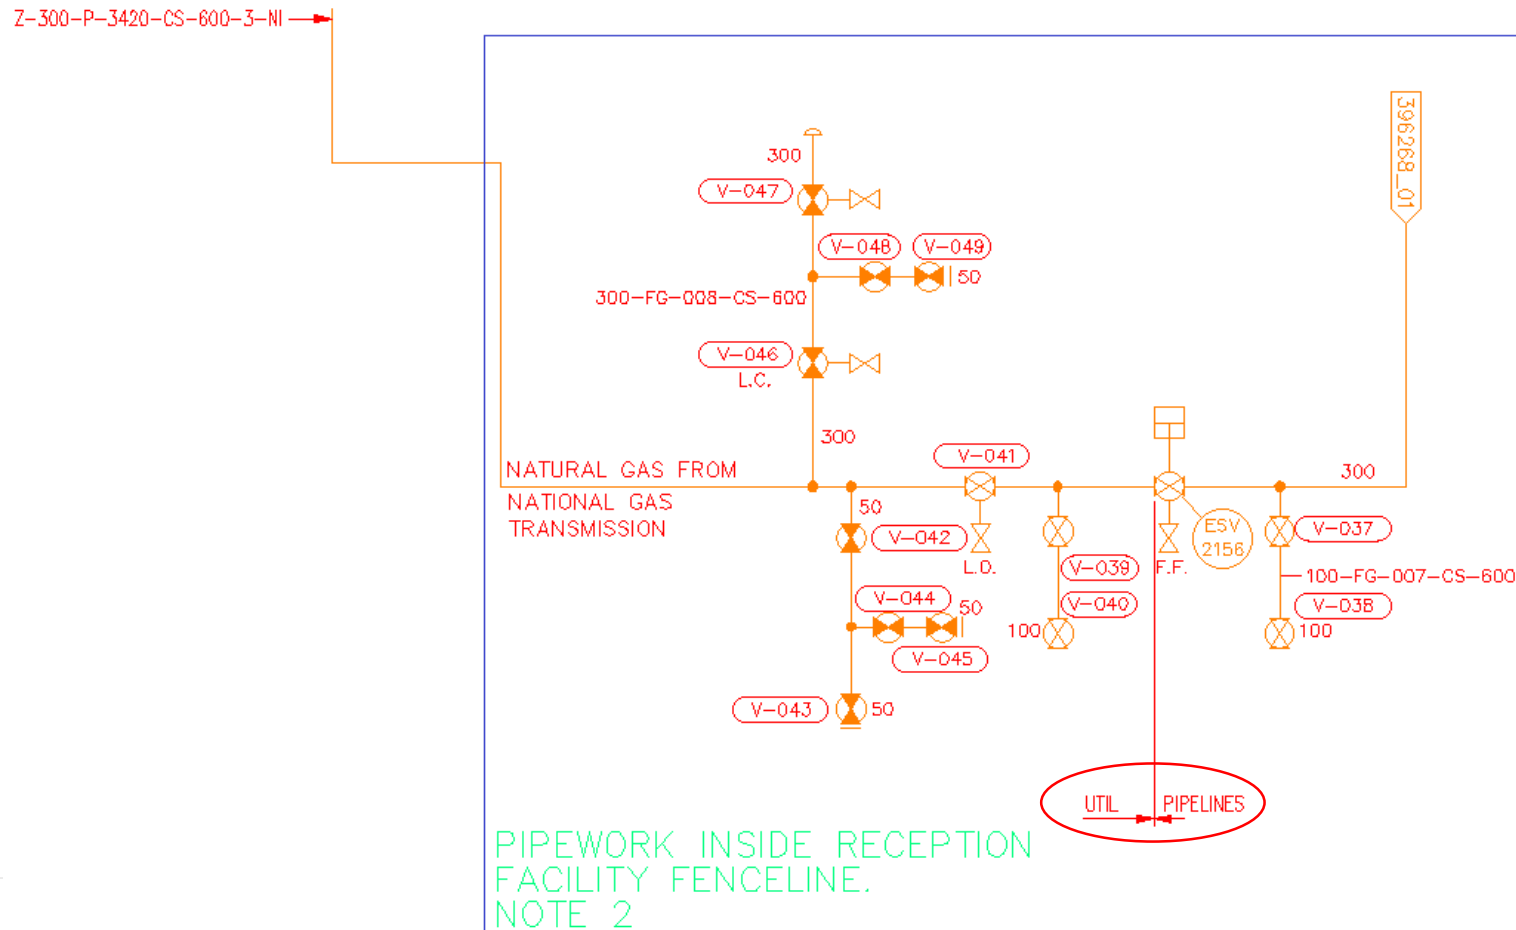 Z-300-P-3420-CS-600-3-NI
396268_01
300
V-047
V-048
V-049
50
300-FG-008-CS-600
V-046
L.C.
300
V-041
NATURAL GAS FROM
300
NATIONAL GAS
TRANSMISSION
50
V-042
ESV
2156
V-037
L.O.
V-039
F.F.
100-FG-007-CS-600
V-044
50
V-040
V-038
100
100
V-045
V-043
50
UTIL
PIPELINES
PIPEWORK INSIDE RECEPTION
FACILITY FENCELINE.
NOTE 2